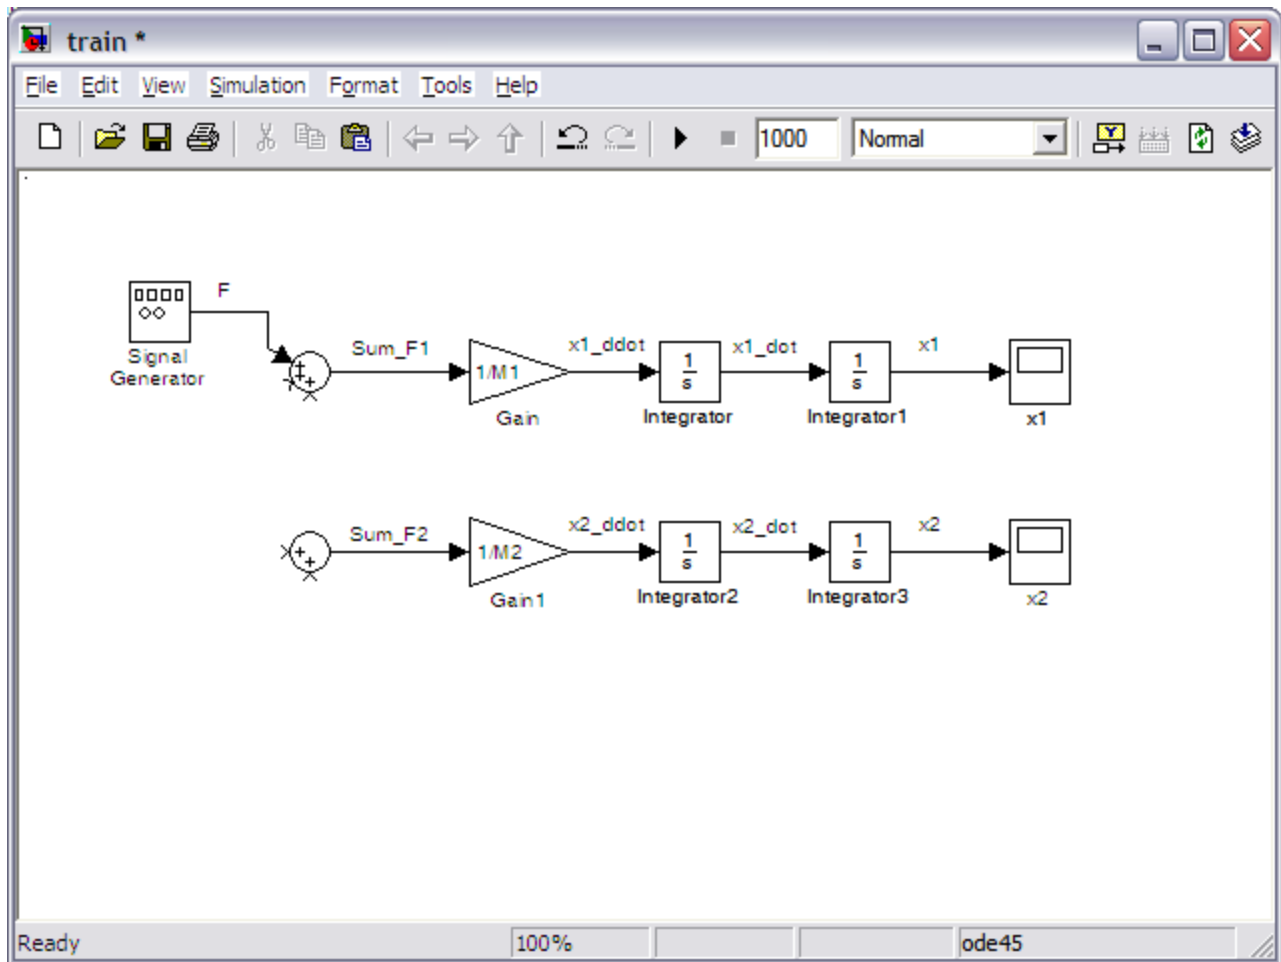 train *
File Edit View Simulation Format Tools Help
1000 Normal
F
Signal
Generator
Sum_F1
1/M1
Gain
x1_ddot
1
s
Integrator
x1_dot
1
s
Integrator1
x1
x1
Sum_F2
1/M2
Gain1
x2_ddot
1
s
Integrator2
x2_dot
1
s
Integrator3
x2
x2
Ready 100% ode45